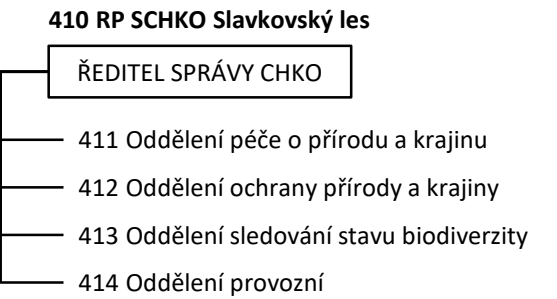 410 RP SCHKO Slavkovský les
ŘEDITEL SPRÁVY CHKO
411 Oddělení péče o přírodu a krajinu
412 Oddělení ochrany přírody a krajiny
413 Oddělení sledování stavu biodiverzity
414 Oddělení provozní